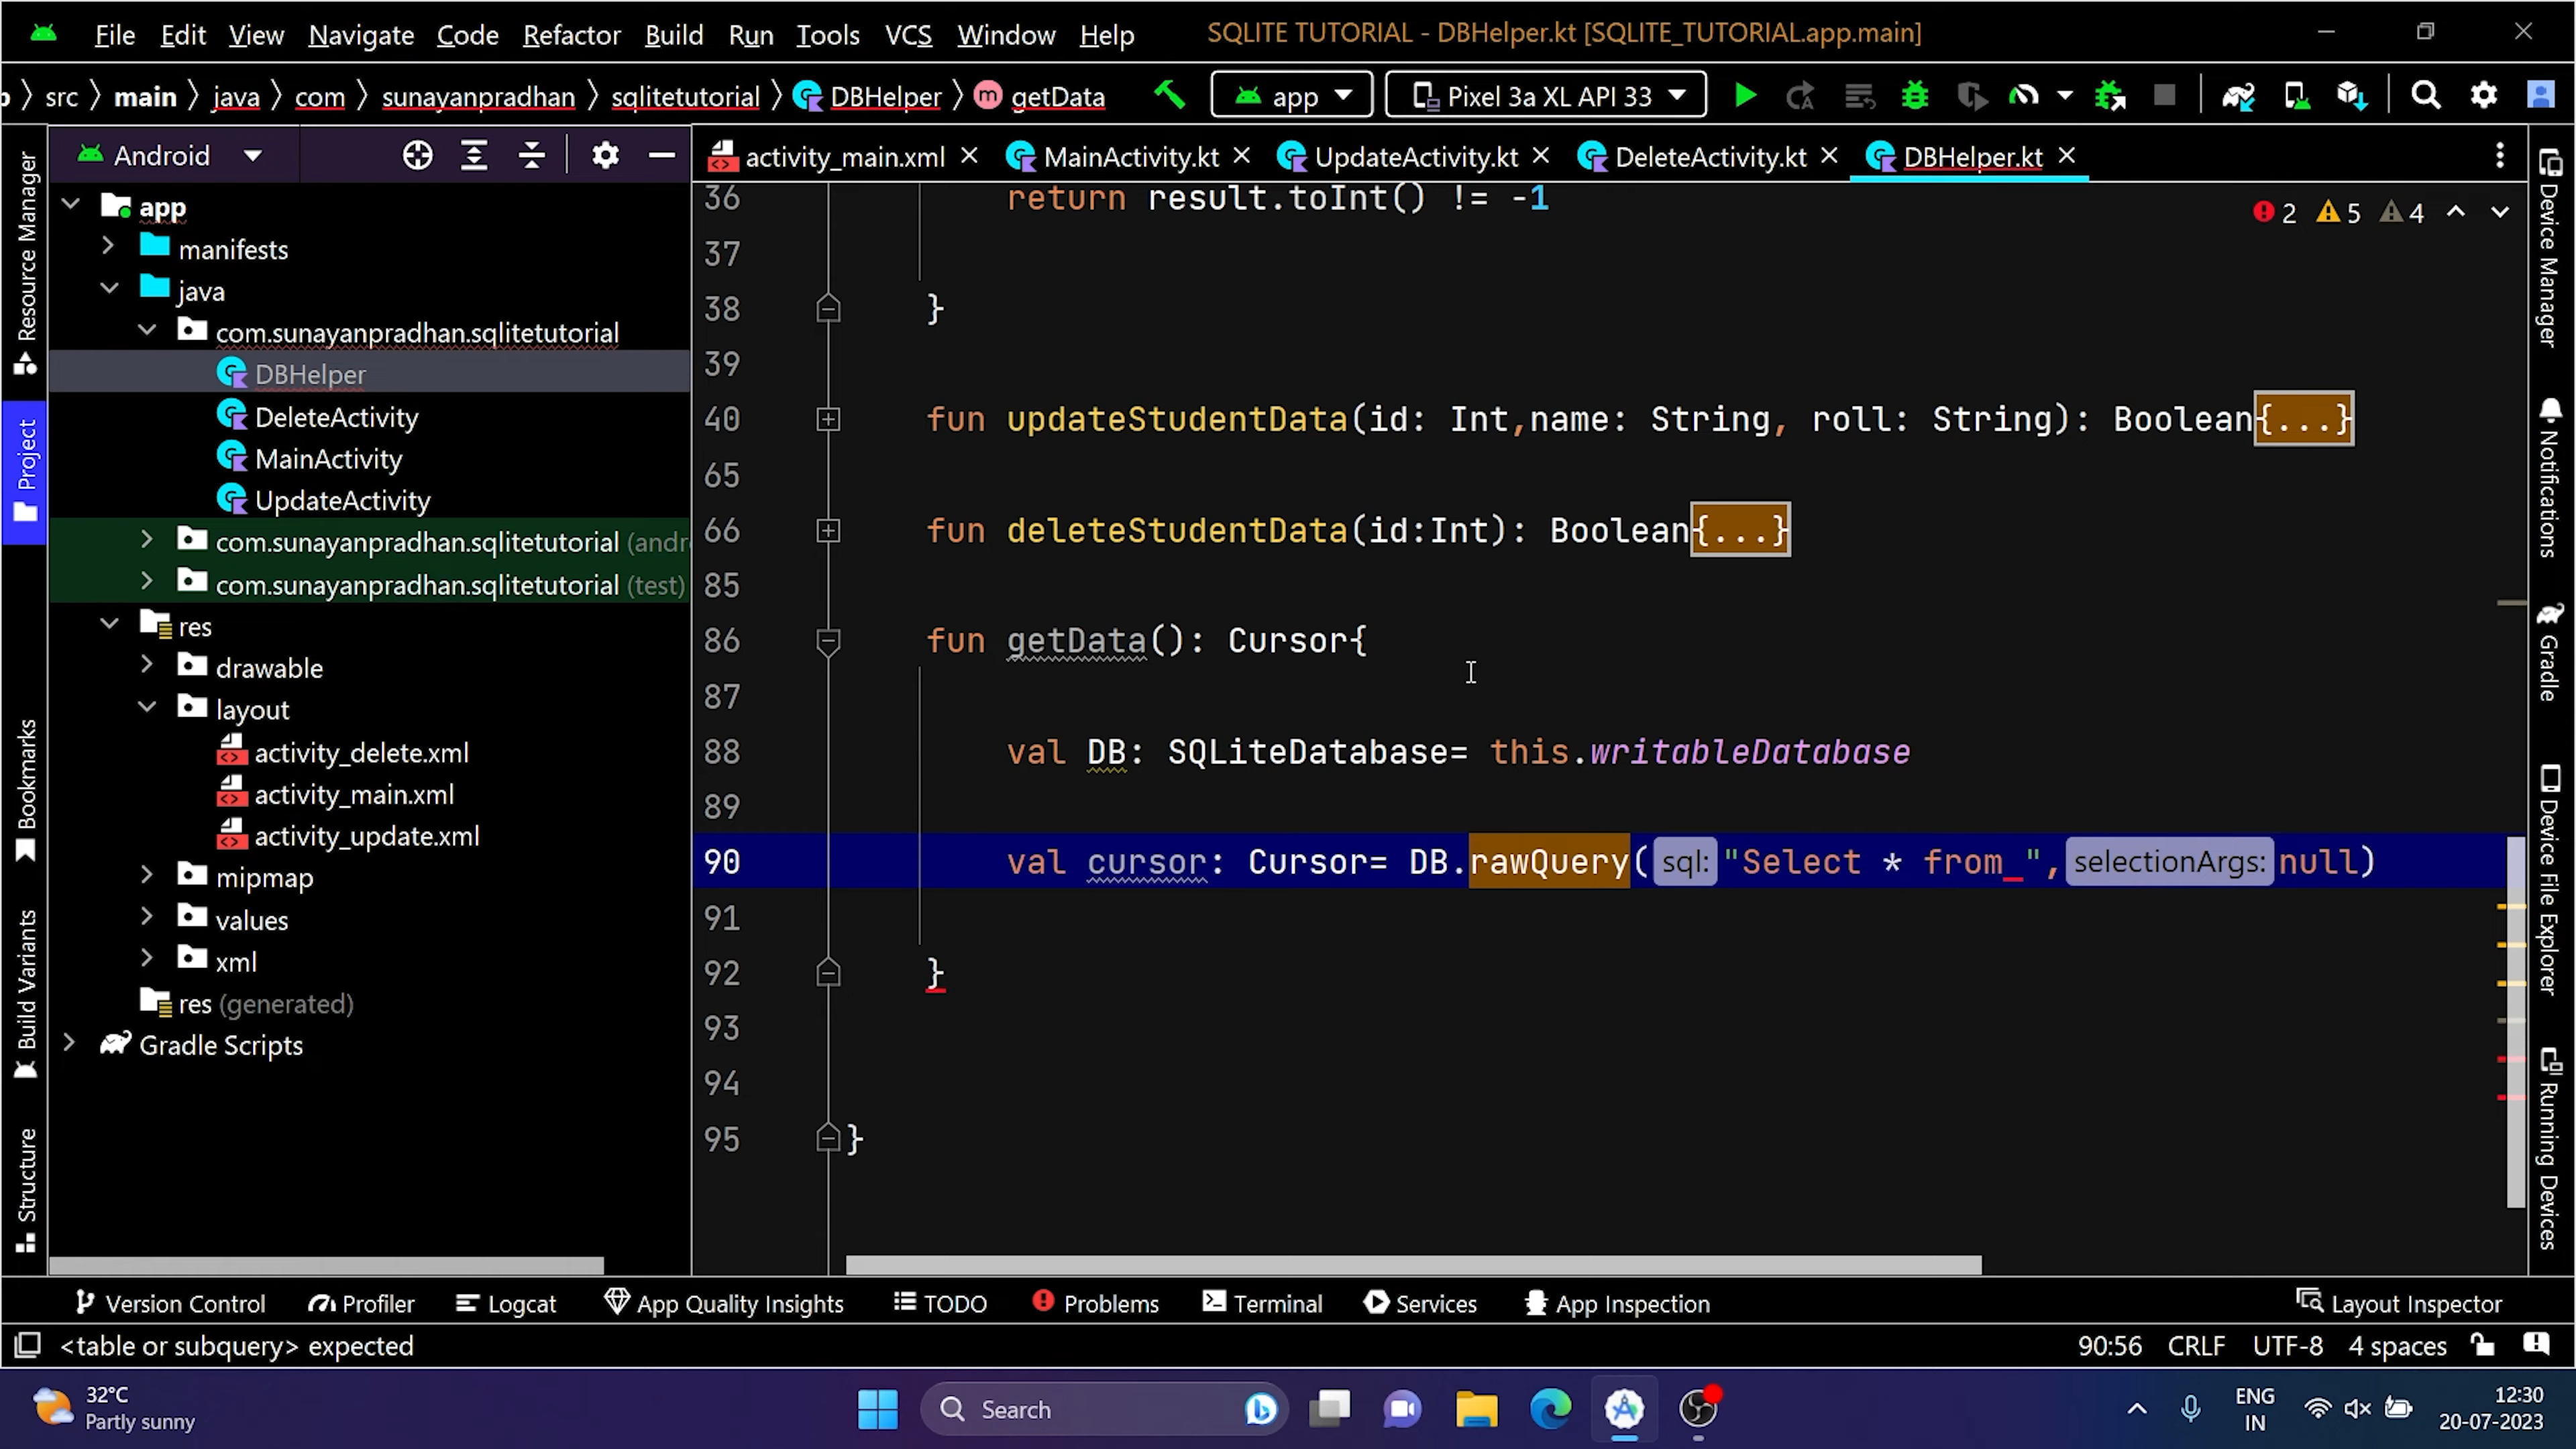 File Edit View Navigate Code Refactor Build Run Tools VCS Window Help SQLITE TUTORIAL - DBHelper.kt [SQLITE_TUTORIAL.app.main]
src main java com sunayanpradhan sqlitetutorial DBHelper getData app Pixel 3a XL API 33
Android activity_main.xml MainActivity.kt UpdateActivity.kt DeleteActivity.kt DBHelper.kt
Resource Manager
Project
Bookmarks
Build Variants
Structure
app
manifests
java
com.sunayanpradhan.sqlitetutorial
DBHelper
DeleteActivity
MainActivity
UpdateActivity
com.sunayanpradhan.sqlitetutorial (andr
com.sunayanpradhan.sqlitetutorial (test)
res
drawable
layout
activity_delete.xml
activity_main.xml
activity_update.xml
mipmap
values
xml
res (generated)
Gradle Scripts
2 5 4
36 return result.toInt() != -1
37
38 }
39
40 fun updateStudentData(id: Int,name: String, roll: String): Boolean{...}
65
66 fun deleteStudentData(id:Int): Boolean{...}
85
86 fun getData(): Cursor{
87
88 val DB: SQLiteDatabase= this.writableDatabase
89
90 val cursor: Cursor= DB.rawQuery( sql: "Select * from ", selectionArgs: null)
91
92 }
93
94
95 }
Device Manager
Notifications
Gradle
Device File Explorer
Running Devices
Version Control Profiler Logcat App Quality Insights TODO Problems Terminal Services App Inspection Layout Inspector
<table or subquery> expected 90:56 CRLF UTF-8 4 spaces
32°C
Partly sunny
Search
ENG
IN
12:30
20-07-2023